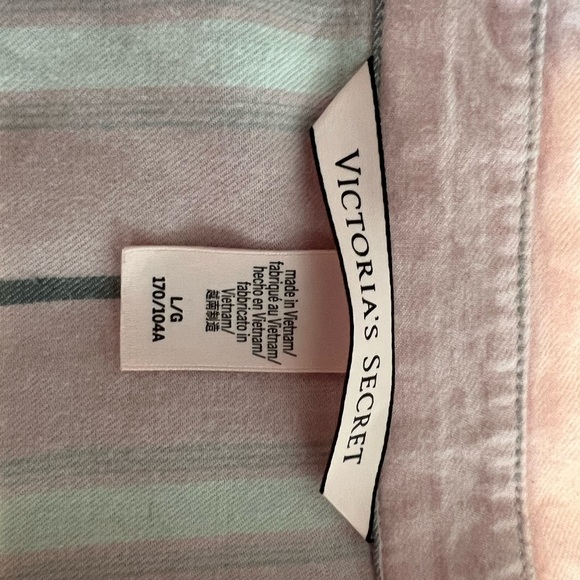 VICTORIA'S SECRET
made in Vietnam/
fabriqué au Vietnam/
hecho en Vietnam/
fabbricato in
Vietnam/
越南制造
L/G
170/104A